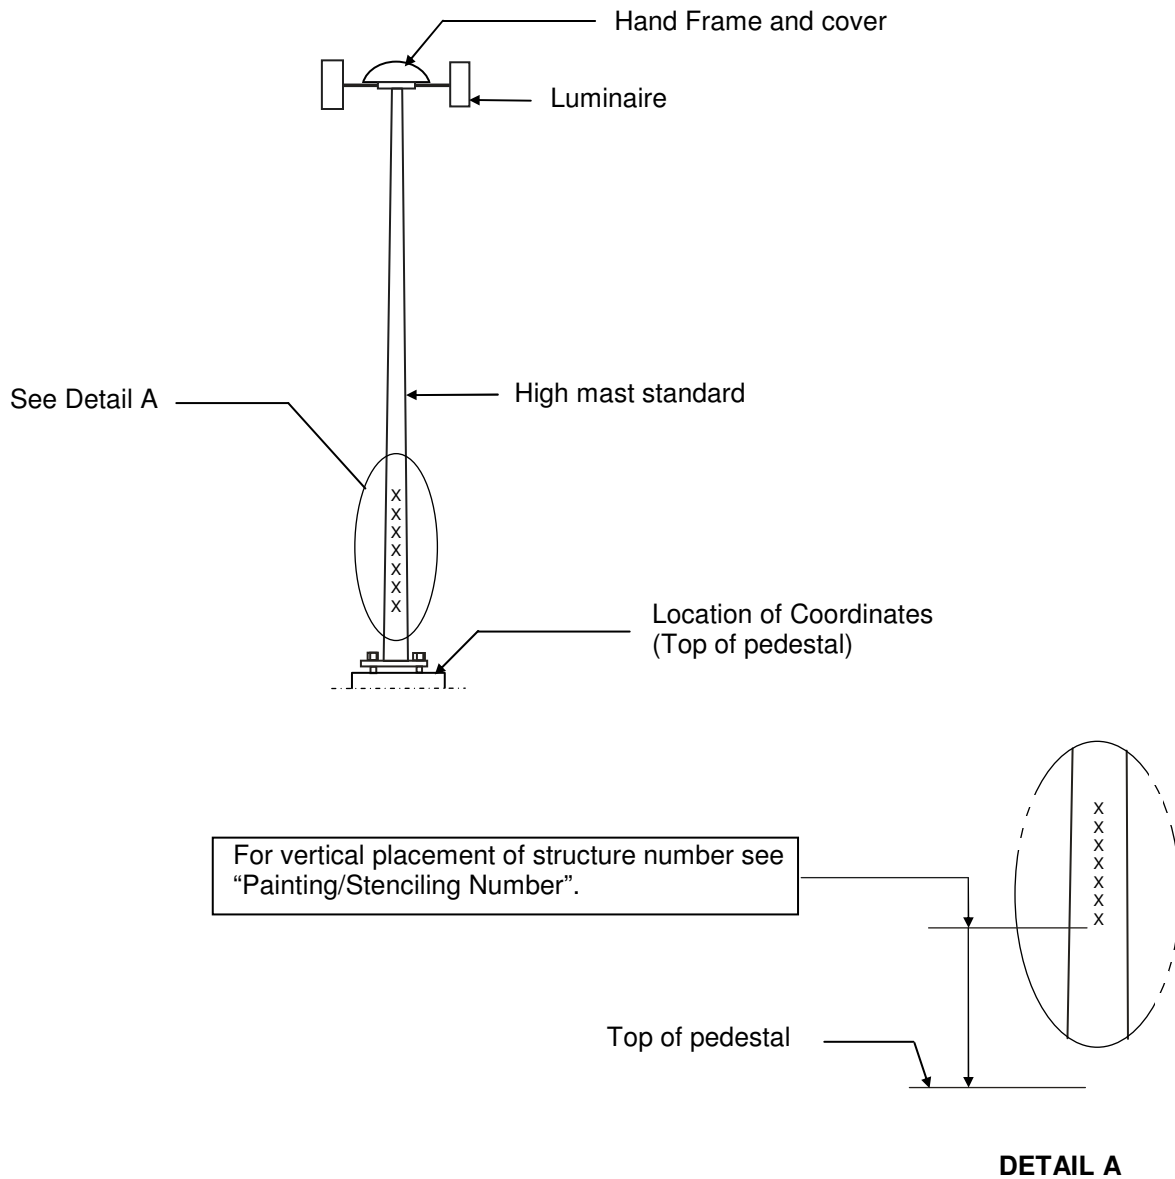 Hand Frame and cover
Luminaire
High mast standard
See Detail A
X
X
X
X
X
X
X
Location of Coordinates
(Top of pedestal)
For vertical placement of structure number see
“Painting/Stenciling Number”.
X
X
X
X
X
X
X
Top of pedestal
DETAIL A